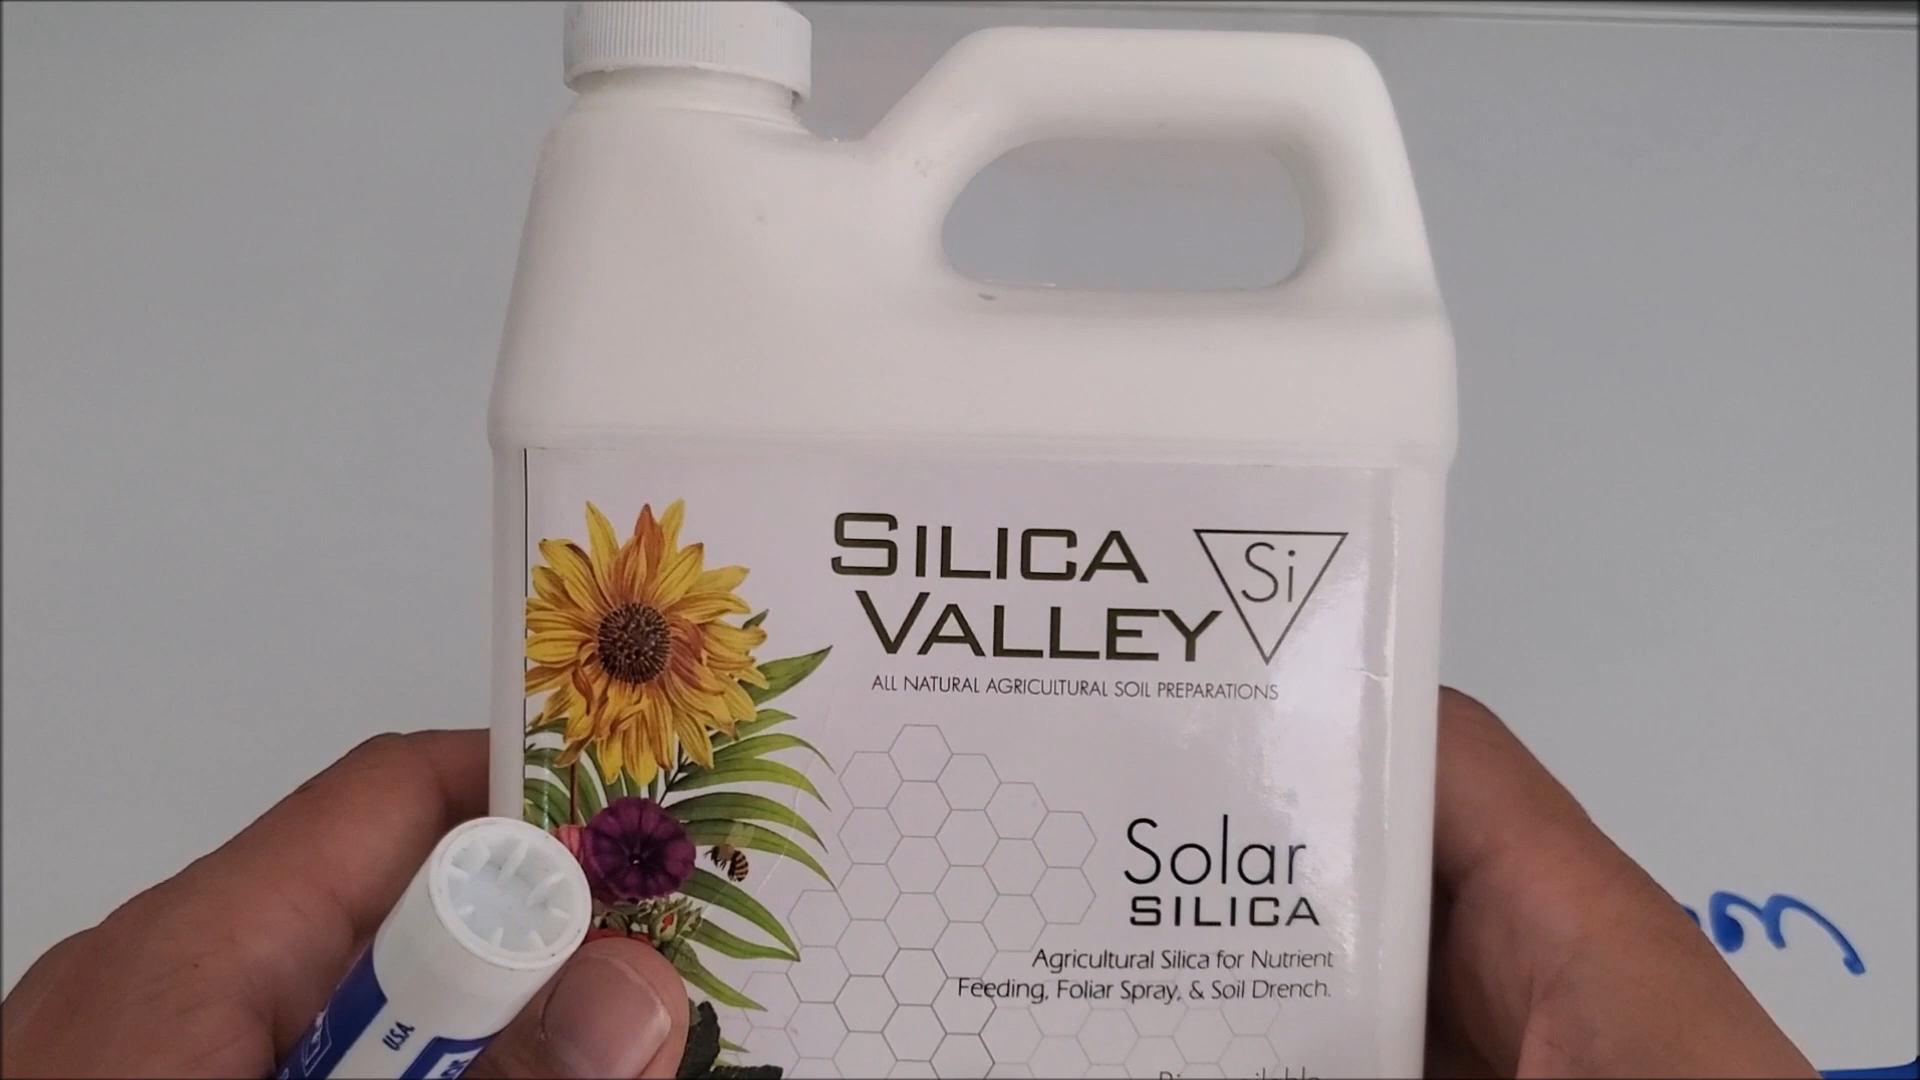 SILICA
VALLEY
Si
ALL NATURAL AGRICULTURAL SOIL PREPARATIONS
Solar
SILICA
Agricultural Silica for Nutrient
Feeding, Foliar Spray, & Soil Drench.
U.S.A.